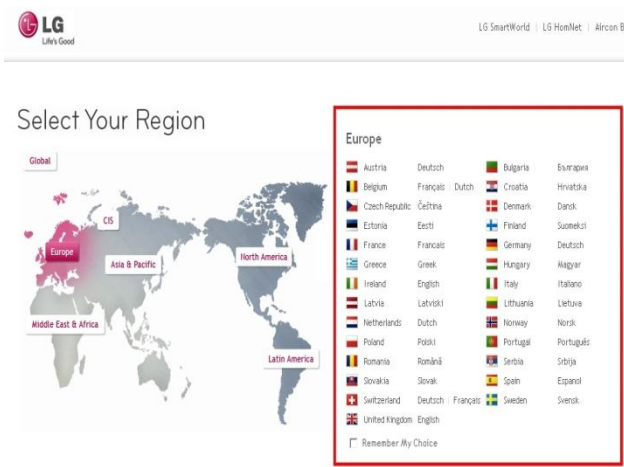 LG
Life's Good
LG SmartWorld | LG HomNet | Aircon B
Select Your Region
Global
CIS
Europe
Asia & Pacific
North America
Middle East & Africa
Latin America
Europe
Austria Deutsch Bulgaria България
Belgium Français | Dutch Croatia Hrvatska
Czech Republic Čeština Denmark Dansk
Estonia Eesti Finland Suomeksi
France Francais Germany Deutsch
Greece Greek Hungary Magyar
Ireland English Italy Italiano
Latvia Latviski Lithuania Lietuva
Netherlands Dutch Norway Norsk
Poland Polski Portugal Português
Romania Română Serbia Srbija
Slovakia Slovak Spain Espanol
Switzerland Deutsch | Français Sweden Svensk
United Kingdom English
Remember My Choice